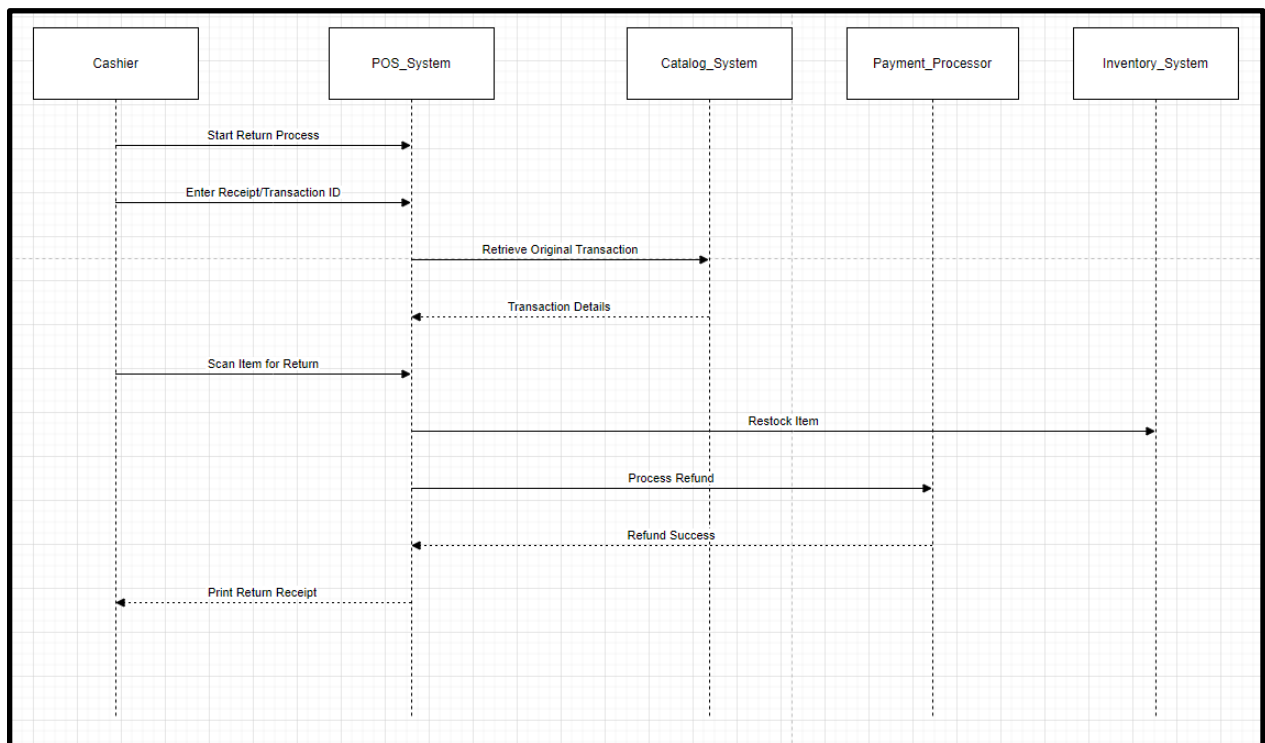 Cashier
POS_System
Catalog_System
Payment_Processor
Inventory_System
Start Return Process
Enter Receipt/Transaction ID
Retrieve Original Transaction
Transaction Details
Scan Item for Return
Restock Item
Process Refund
Refund Success
Print Return Receipt